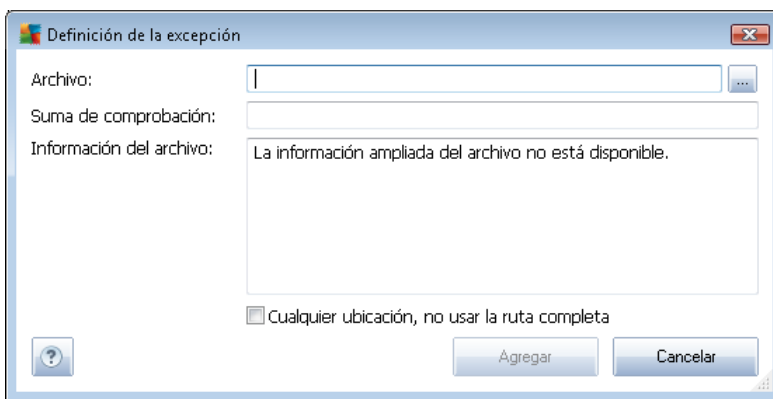 Definición de la excepción
Archivo:
...
Suma de comprobación:
Información del archivo:
La información ampliada del archivo no está disponible.
Cualquier ubicación, no usar la ruta completa
?
Agregar
Cancelar